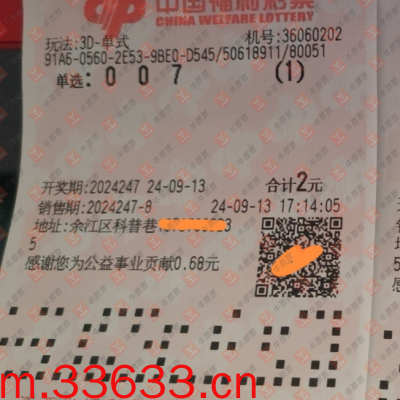 中国福利彩票
CHINA WELFARE LOTTERY
玩法:3D-单式 机号:36060202
91A6-0560-2E53-9BE0-D545/50618911/80051
单选: 0 0 7 (1)
开奖期:2024247 24-09-13 合计2元
销售期:2024247-8 24-09-13 17:14:05
地址:余江区科普巷
5
感谢您为公益事业贡献0.68元
m.33633.cn